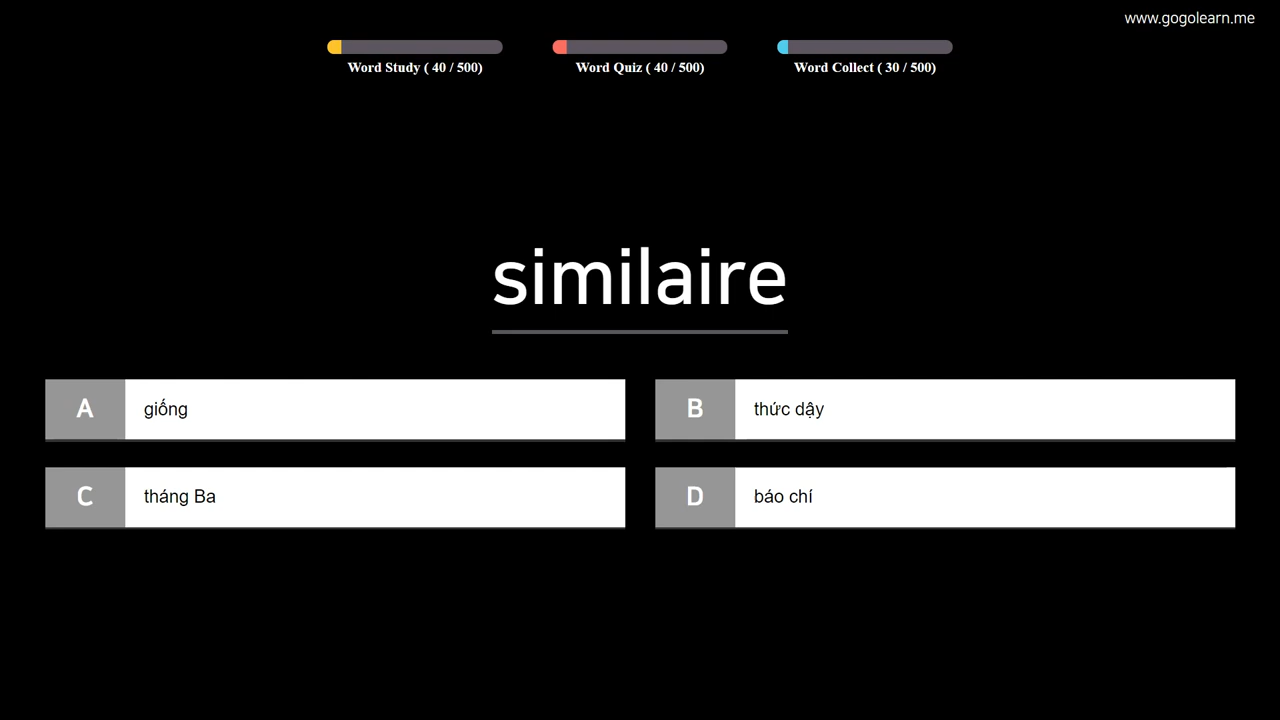 www.gogolearn.me
Word Study ( 40 / 500)
Word Quiz ( 40 / 500)
Word Collect ( 30 / 500)
similaire
A giống
B thức dậy
C tháng Ba
D báo chí